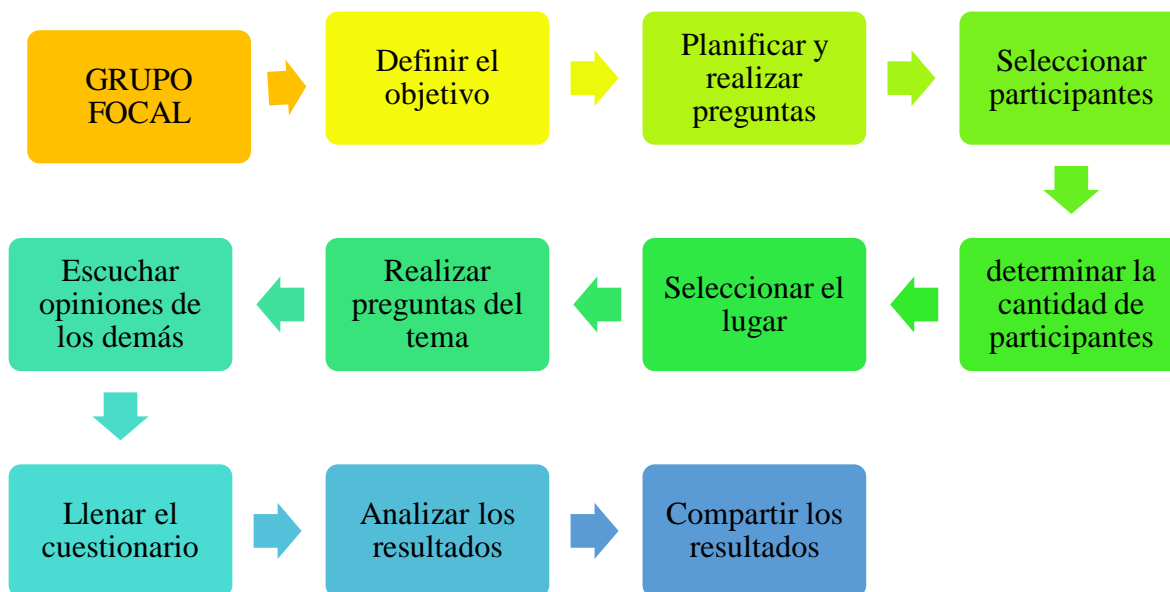 GRUPO
FOCAL
Definir el
objetivo
Planificar y
realizar
preguntas
Seleccionar
participantes
determinar la
cantidad de
participantes
Seleccionar el
lugar
Realizar
preguntas del
tema
Escuchar
opiniones de
los demás
Llenar el
cuestionario
Analizar los
resultados
Compartir los
resultados